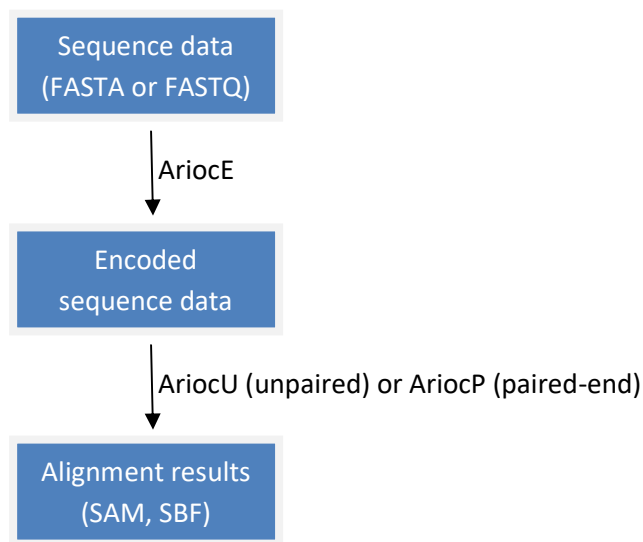 Sequence data
(FASTA or FASTQ)
AriocE
Encoded
sequence data
AriocU (unpaired) or AriocP (paired-end)
Alignment results
(SAM, SBF)